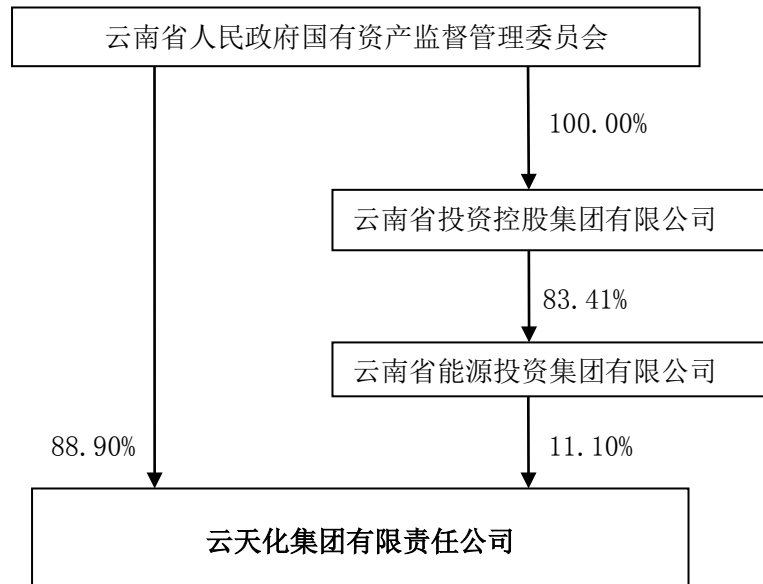 云南省人民政府国有资产监督管理委员会
100.00%
云南省投资控股集团有限公司
83.41%
云南省能源投资集团有限公司
88.90%
11.10%
云天化集团有限责任公司